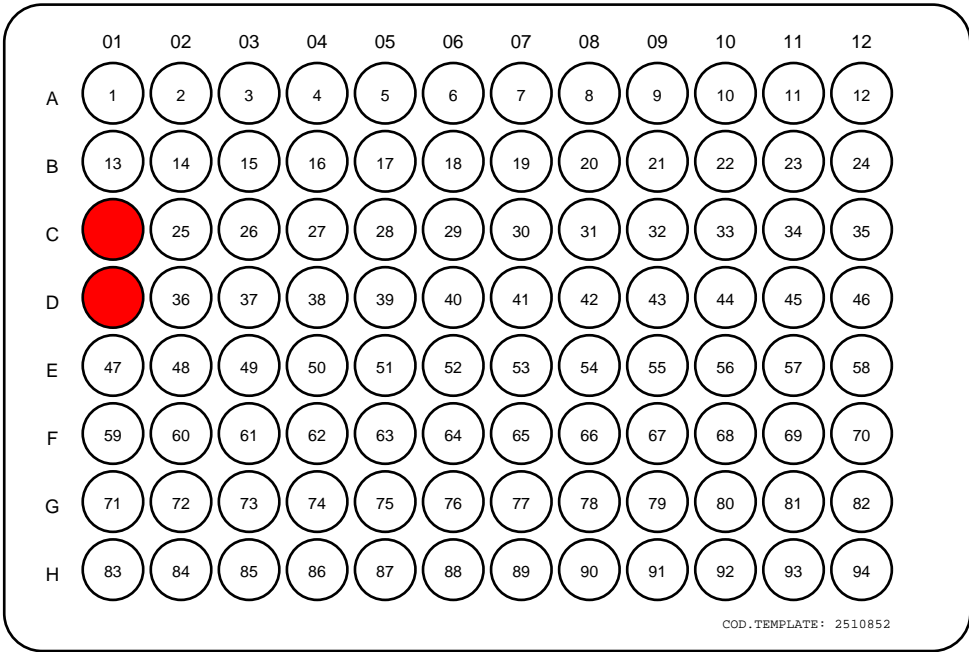 01 02 03 04 05 06 07 08 09 10 11 12
A 1 2 3 4 5 6 7 8 9 10 11 12
B 13 14 15 16 17 18 19 20 21 22 23 24
C 25 26 27 28 29 30 31 32 33 34 35
D 36 37 38 39 40 41 42 43 44 45 46
E 47 48 49 50 51 52 53 54 55 56 57 58
F 59 60 61 62 63 64 65 66 67 68 69 70
G 71 72 73 74 75 76 77 78 79 80 81 82
H 83 84 85 86 87 88 89 90 91 92 93 94
COD.TEMPLATE: 2510852